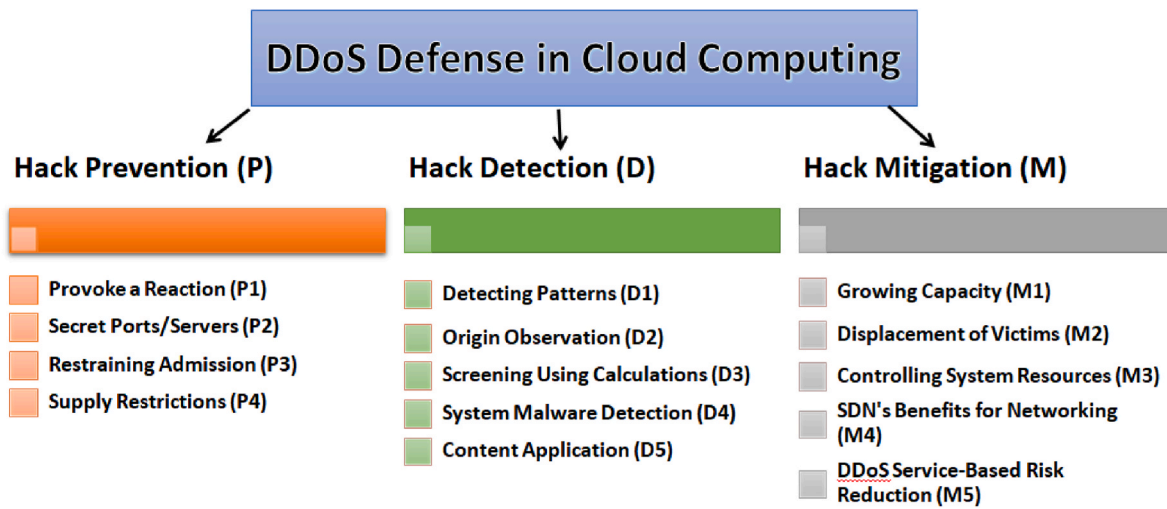 DDoS Defense in Cloud Computing
Hack Prevention (P)
Provoke a Reaction (P1)
Secret Ports/Servers (P2)
Restraining Admission (P3)
Supply Restrictions (P4)
Hack Detection (D)
Detecting Patterns (D1)
Origin Observation (D2)
Screening Using Calculations (D3)
System Malware Detection (D4)
Content Application (D5)
Hack Mitigation (M)
Growing Capacity (M1)
Displacement of Victims (M2)
Controlling System Resources (M3)
SDN's Benefits for Networking
(M4)
DDoS Service-Based Risk
Reduction (M5)